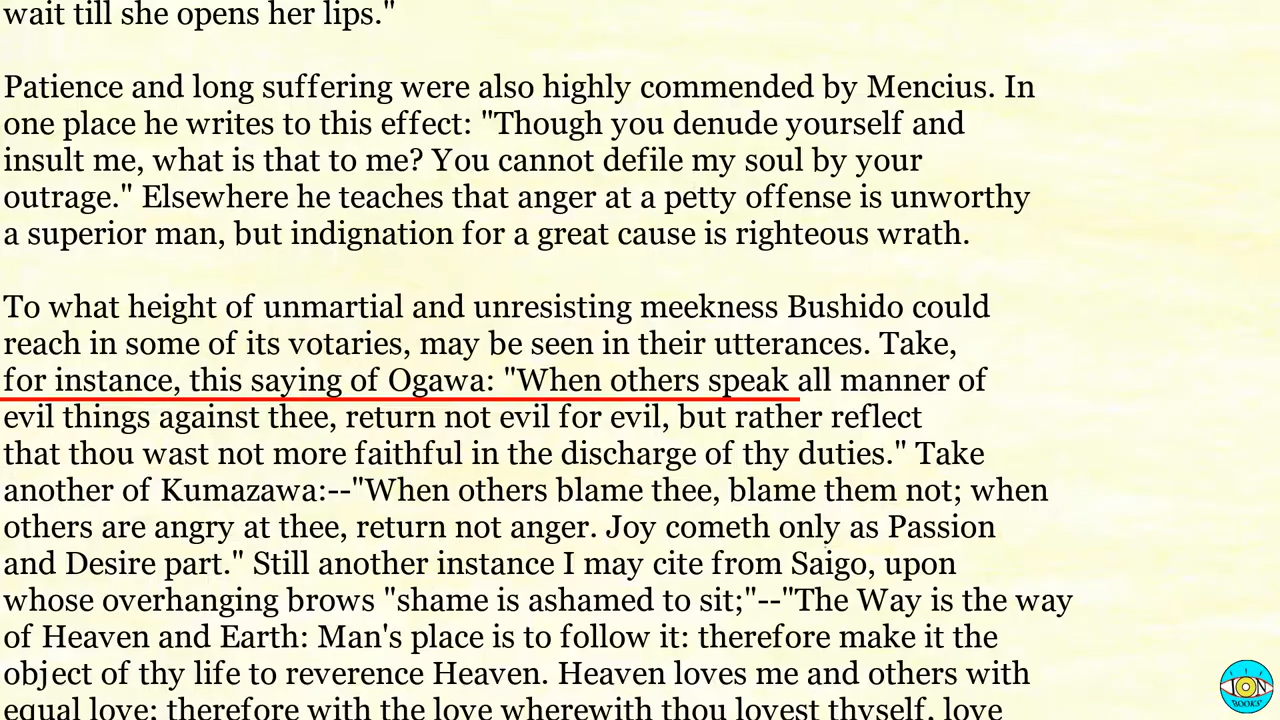 wait till she opens her lips."
Patience and long suffering were also highly commended by Mencius. In
one place he writes to this effect: "Though you denude yourself and
insult me, what is that to me? You cannot defile my soul by your
outrage." Elsewhere he teaches that anger at a petty offense is unworthy
a superior man, but indignation for a great cause is righteous wrath.
To what height of unmartial and unresisting meekness Bushido could
reach in some of its votaries, may be seen in their utterances. Take,
for instance, this saying of Ogawa: "When others speak all manner of
evil things against thee, return not evil for evil, but rather reflect
that thou wast not more faithful in the discharge of thy duties." Take
another of Kumazawa:--"When others blame thee, blame them not; when
others are angry at thee, return not anger. Joy cometh only as Passion
and Desire part." Still another instance I may cite from Saigo, upon
whose overhanging brows "shame is ashamed to sit;"--"The Way is the way
of Heaven and Earth: Man's place is to follow it: therefore make it the
object of thy life to reverence Heaven. Heaven loves me and others with
equal love; therefore with the love wherewith thou lovest thyself, love
ION
BOOKS